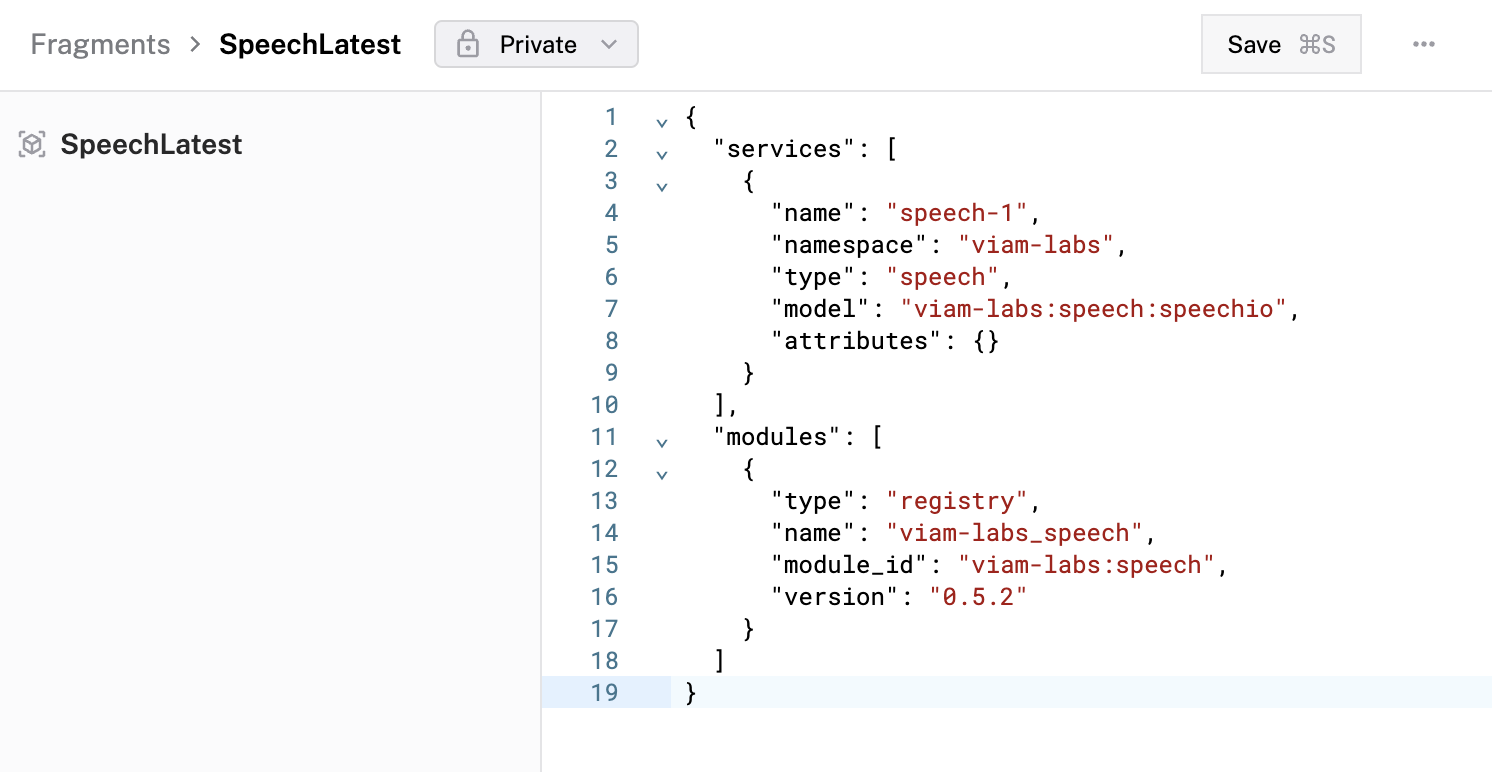 Fragments > SpeechLatest Private Save ⌘S ...
SpeechLatest
1 {
2   "services": [
3     {
4       "name": "speech-1",
5       "namespace": "viam-labs",
6       "type": "speech",
7       "model": "viam-labs:speech:speechio",
8       "attributes": {}
9     }
10   ],
11   "modules": [
12     {
13       "type": "registry",
14       "name": "viam-labs_speech",
15       "module_id": "viam-labs:speech",
16       "version": "0.5.2"
17     }
18   ]
19 }